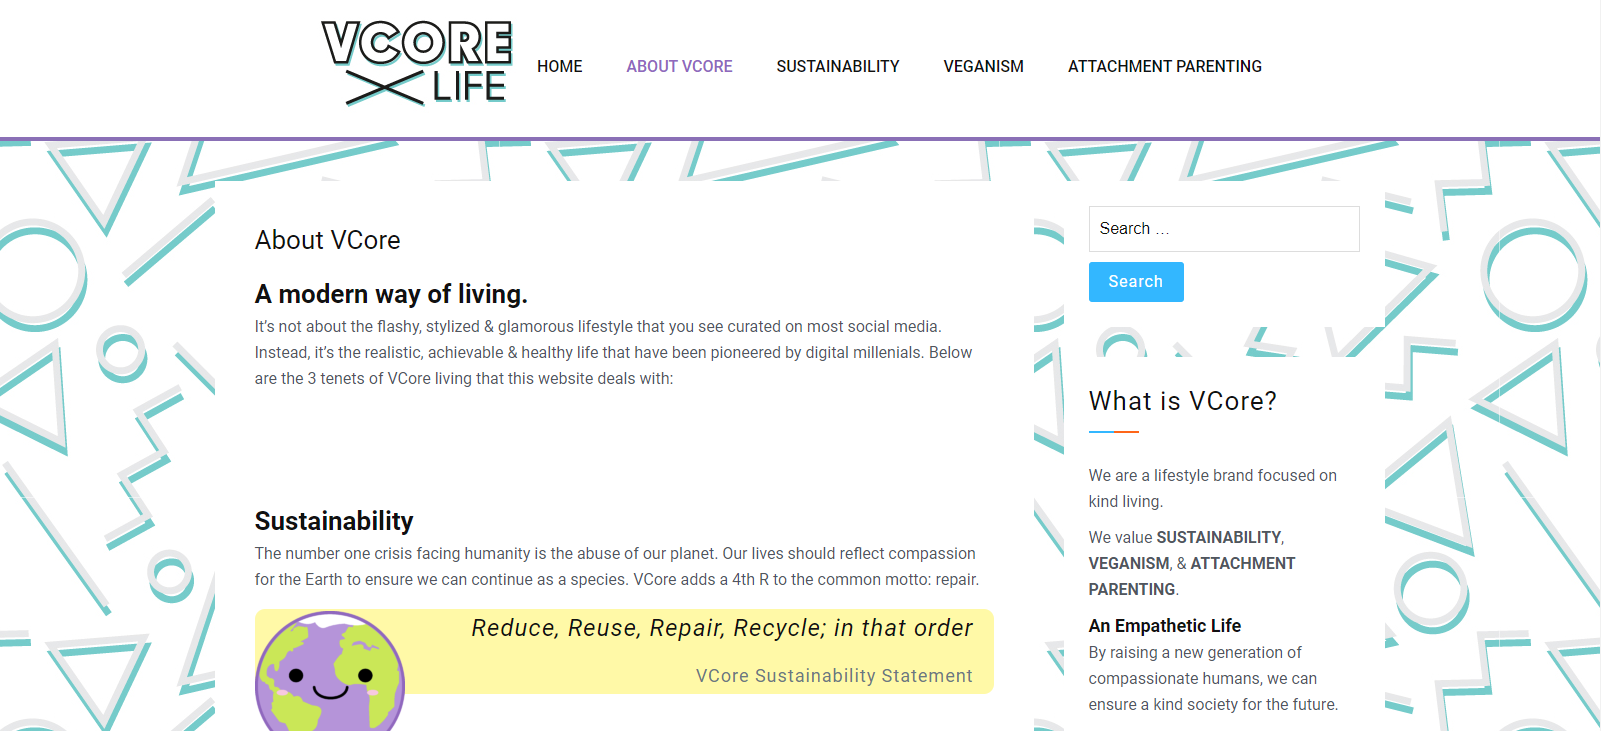 VCORE
LIFE
HOME
ABOUT VCORE
SUSTAINABILITY
VEGANISM
ATTACHMENT PARENTING
About VCore
A modern way of living.
It’s not about the flashy, stylized & glamorous lifestyle that you see curated on most social media.
Instead, it’s the realistic, achievable & healthy life that have been pioneered by digital millenials. Below
are the 3 tenets of VCore living that this website deals with:
Sustainability
The number one crisis facing humanity is the abuse of our planet. Our lives should reflect compassion
for the Earth to ensure we can continue as a species. VCore adds a 4th R to the common motto: repair.
Reduce, Reuse, Repair, Recycle; in that order
VCore Sustainability Statement
Search …
Search
What is VCore?
We are a lifestyle brand focused on
kind living.
We value SUSTAINABILITY,
VEGANISM, & ATTACHMENT
PARENTING.
An Empathetic Life
By raising a new generation of
compassionate humans, we can
ensure a kind society for the future.